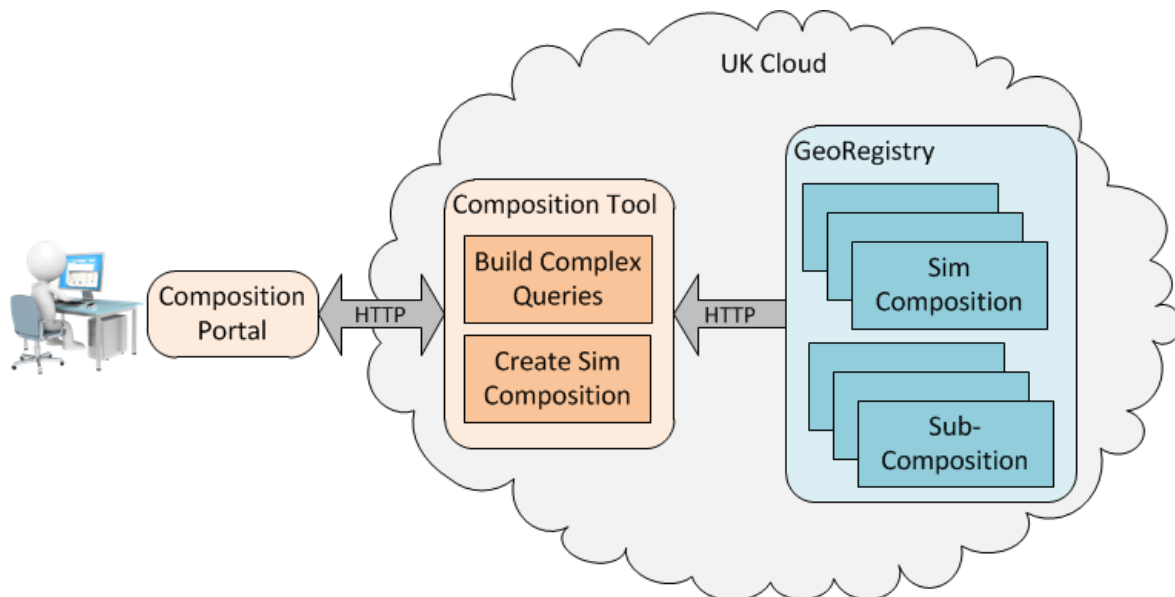 UK Cloud
GeoRegistry
Composition Tool
Build Complex
Queries
Sim
Composition
Composition
Portal
HTTP
HTTP
Create Sim
Composition
Sub-
Composition